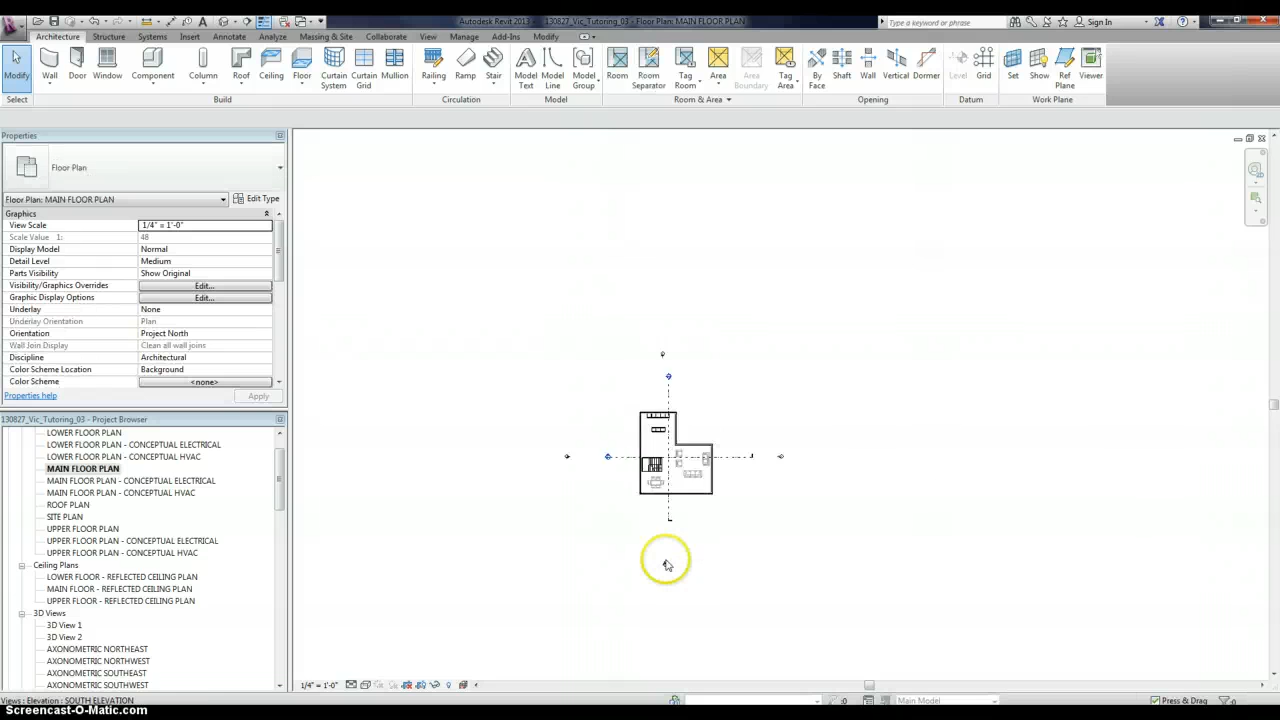 Autodesk Revit 2013 - 130827_Vic_Tutoring_03 - Floor Plan: MAIN FLOOR PLAN
Type a keyword or phrase
Sign In
Architecture Structure Systems Insert Annotate Analyze Massing & Site Collaborate View Manage Add-Ins Modify
Modify Wall Door Window Component Column Roof Ceiling Floor Curtain System Curtain Grid Mullion Railing Ramp Stair Model Text Model Line Model Group Room Room Separator Tag Room Area Area Boundary Tag Area By Face Shaft Wall Vertical Dormer Level Grid Set Show Ref Plane Viewer
Select Build Circulation Model Room & Area Opening Datum Work Plane
Properties
Floor Plan
Floor Plan: MAIN FLOOR PLAN Edit Type
Graphics
View Scale 1/4" = 1'-0"
Scale Value 1: 48
Display Model Normal
Detail Level Medium
Parts Visibility Show Original
Visibility/Graphics Overrides Edit...
Graphic Display Options Edit...
Underlay None
Underlay Orientation Plan
Orientation Project North
Wall Join Display Clean all wall joins
Discipline Architectural
Color Scheme Location Background
Color Scheme <none>
Properties help Apply
130827_Vic_Tutoring_03 - Project Browser
LOWER FLOOR PLAN
LOWER FLOOR PLAN - CONCEPTUAL ELECTRICAL
LOWER FLOOR PLAN - CONCEPTUAL HVAC
MAIN FLOOR PLAN
MAIN FLOOR PLAN - CONCEPTUAL ELECTRICAL
MAIN FLOOR PLAN - CONCEPTUAL HVAC
ROOF PLAN
SITE PLAN
UPPER FLOOR PLAN
UPPER FLOOR PLAN - CONCEPTUAL ELECTRICAL
UPPER FLOOR PLAN - CONCEPTUAL HVAC
Ceiling Plans
LOWER FLOOR - REFLECTED CEILING PLAN
MAIN FLOOR - REFLECTED CEILING PLAN
UPPER FLOOR - REFLECTED CEILING PLAN
3D Views
3D View 1
3D View 2
AXONOMETRIC NORTHEAST
AXONOMETRIC NORTHWEST
AXONOMETRIC SOUTHEAST
AXONOMETRIC SOUTHWEST
1/4" = 1'-0"
Views : Elevation : SOUTH ELEVATION :0 Main Model Press & Drag :0
Screencast-O-Matic.com